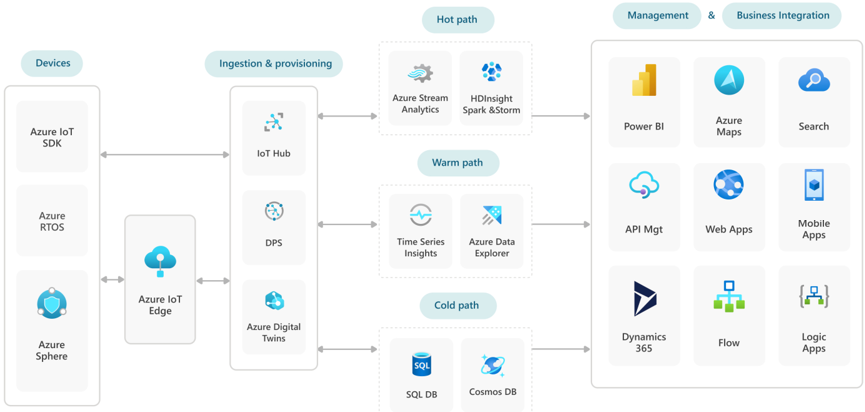 Hot path
Management & Business Integration
Devices
Ingestion & provisioning
Azure IoT
SDK
Azure
RTOS
Azure
Sphere
Azure IoT
Edge
IoT Hub
DPS
Azure Digital
Twins
Azure Stream
Analytics
HDInsight
Spark &Storm
Warm path
Time Series
Insights
Azure Data
Explorer
Cold path
SQL
SQL DB
Cosmos DB
Power BI
Azure
Maps
Search
API Mgt
Web Apps
Mobile
Apps
Dynamics
365
Flow
Logic
Apps